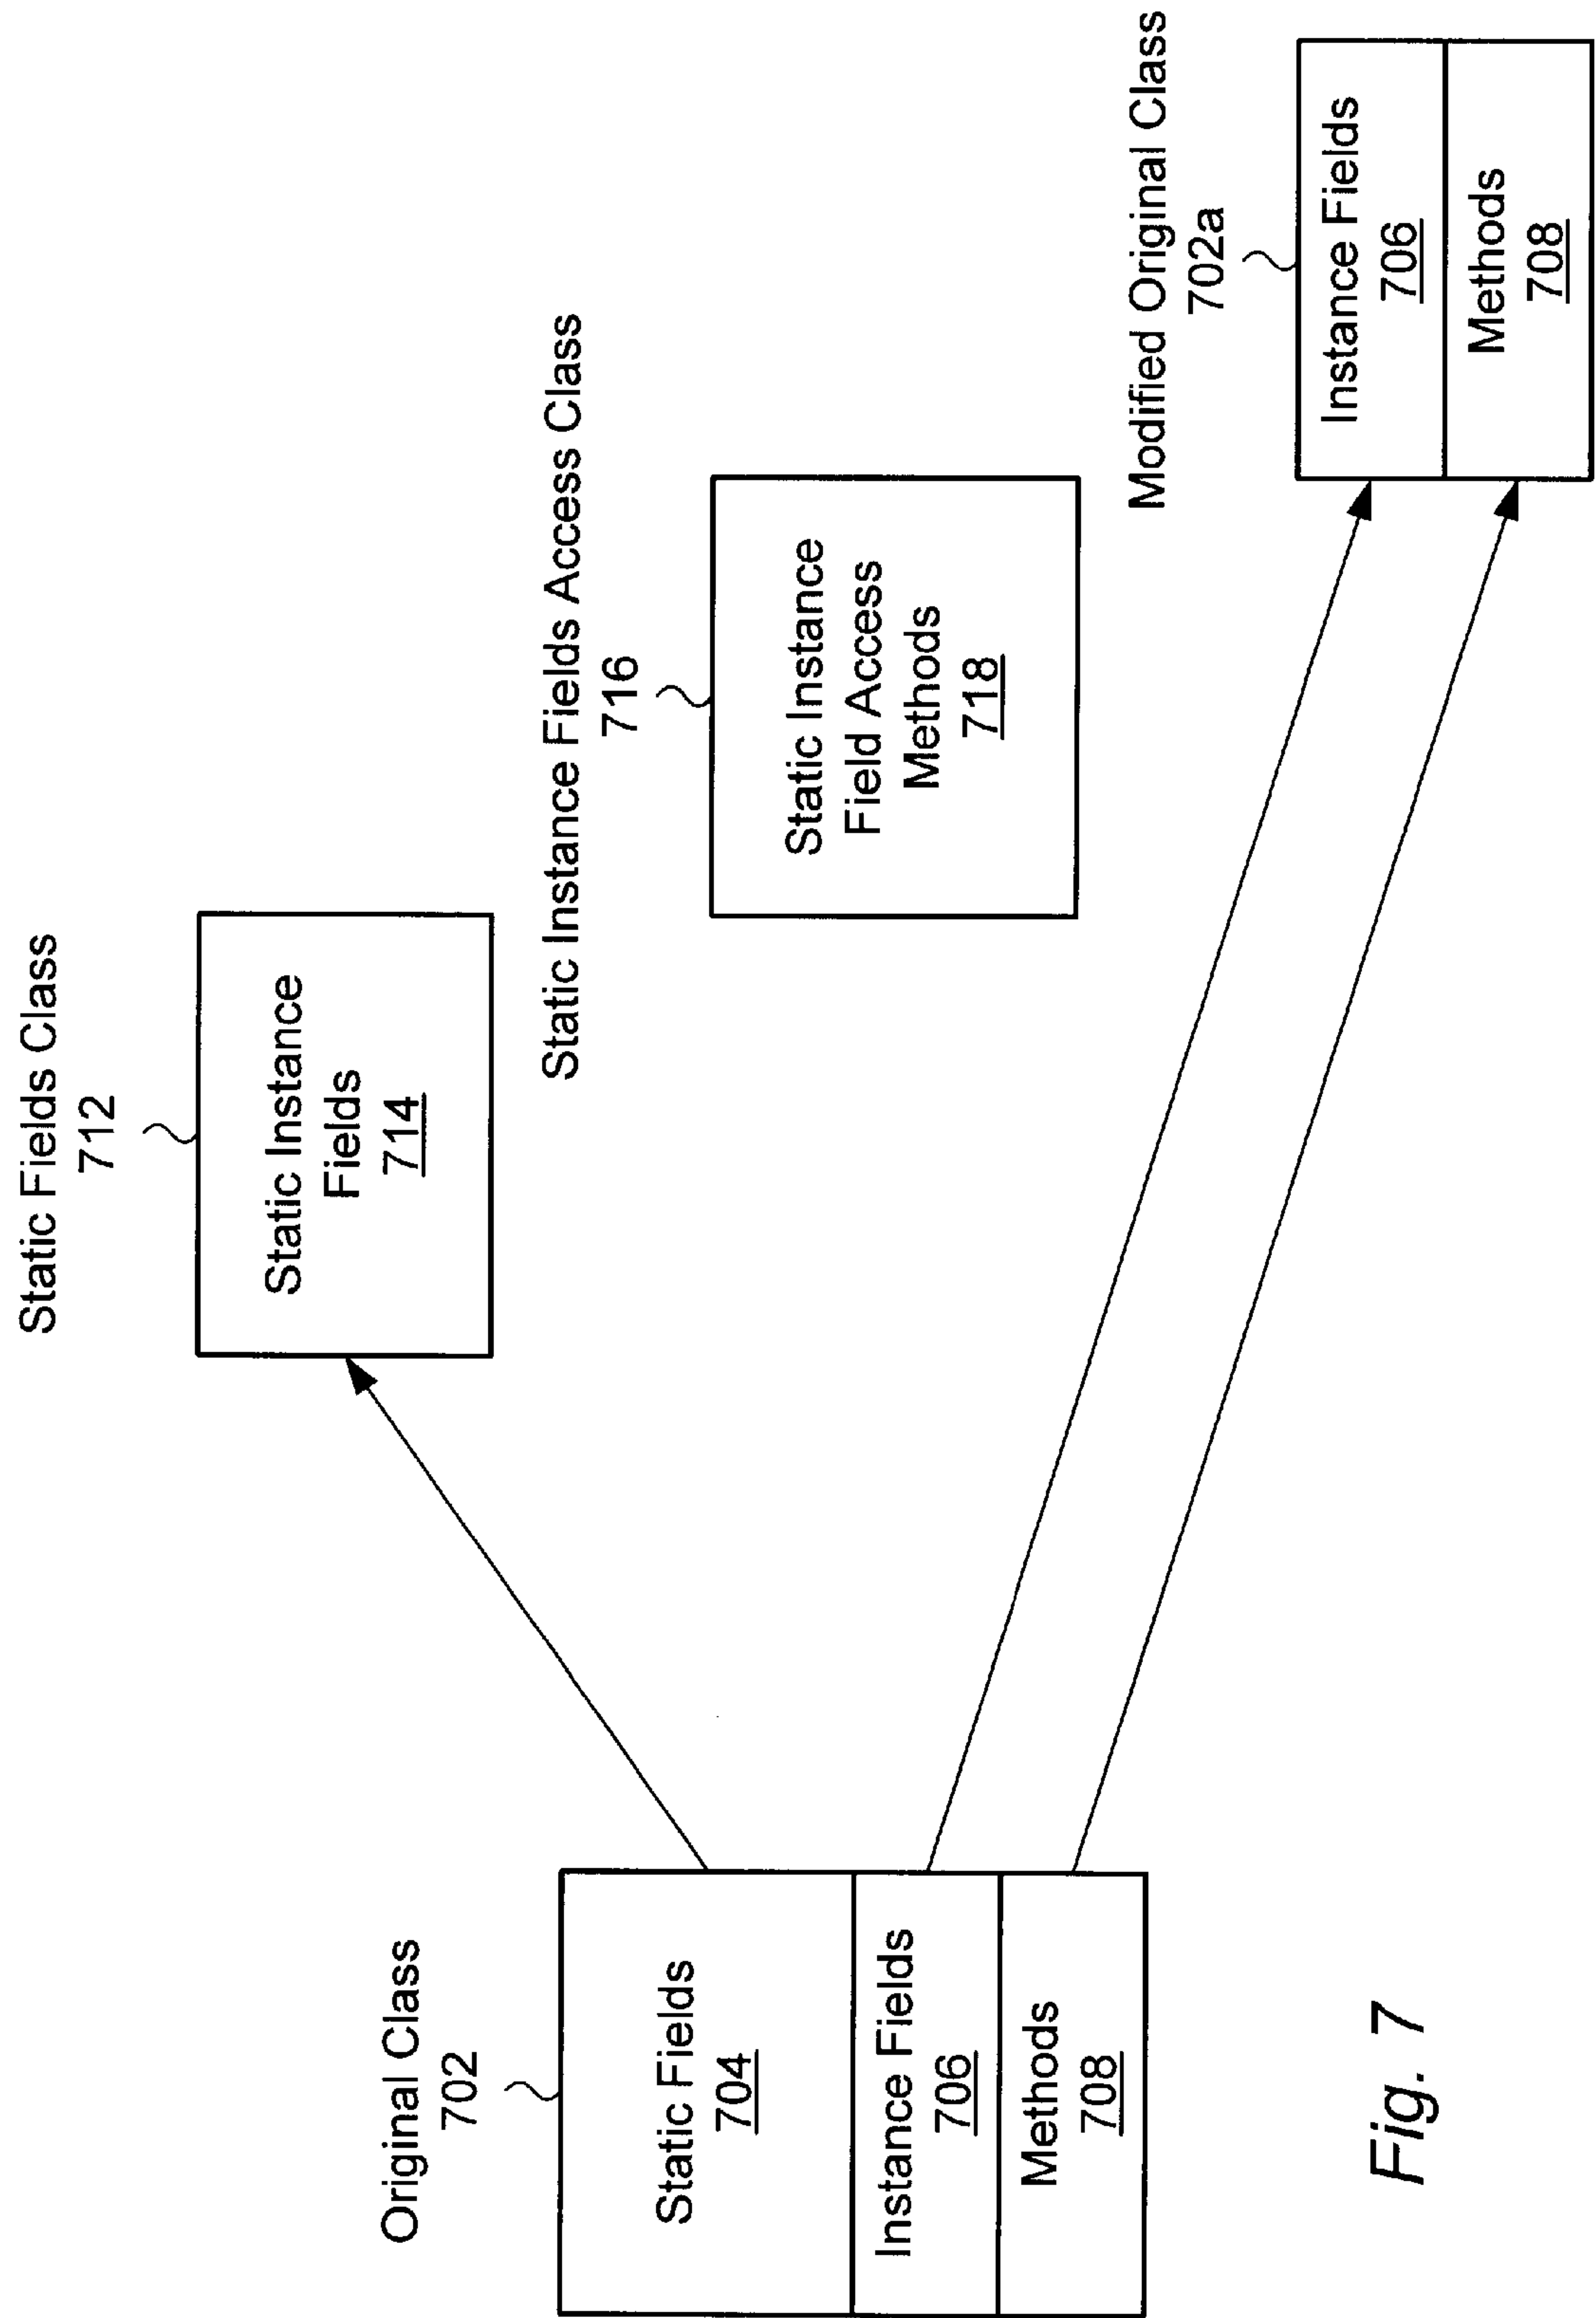 Original Class
702
Static Fields
704
Instance Fields
706
Methods
708
Static Fields Class
712
Static Instance
Fields
714
Static Instance Fields Access Class
716
Static Instance
Field Access
Methods
718
Modified Original Class
702a
Instance Fields
706
Methods
708
Fig. 7